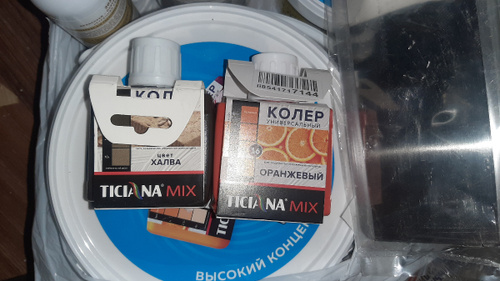 КОЛ
цвет
ХАЛВА
TICIANA® MIX
КОЛЕР
УНИВЕРСАЛЬНЫЙ
ОРАНЖЕВЫЙ
TICIANA® MIX
ВЫСОКИЙ КОНЦЕ